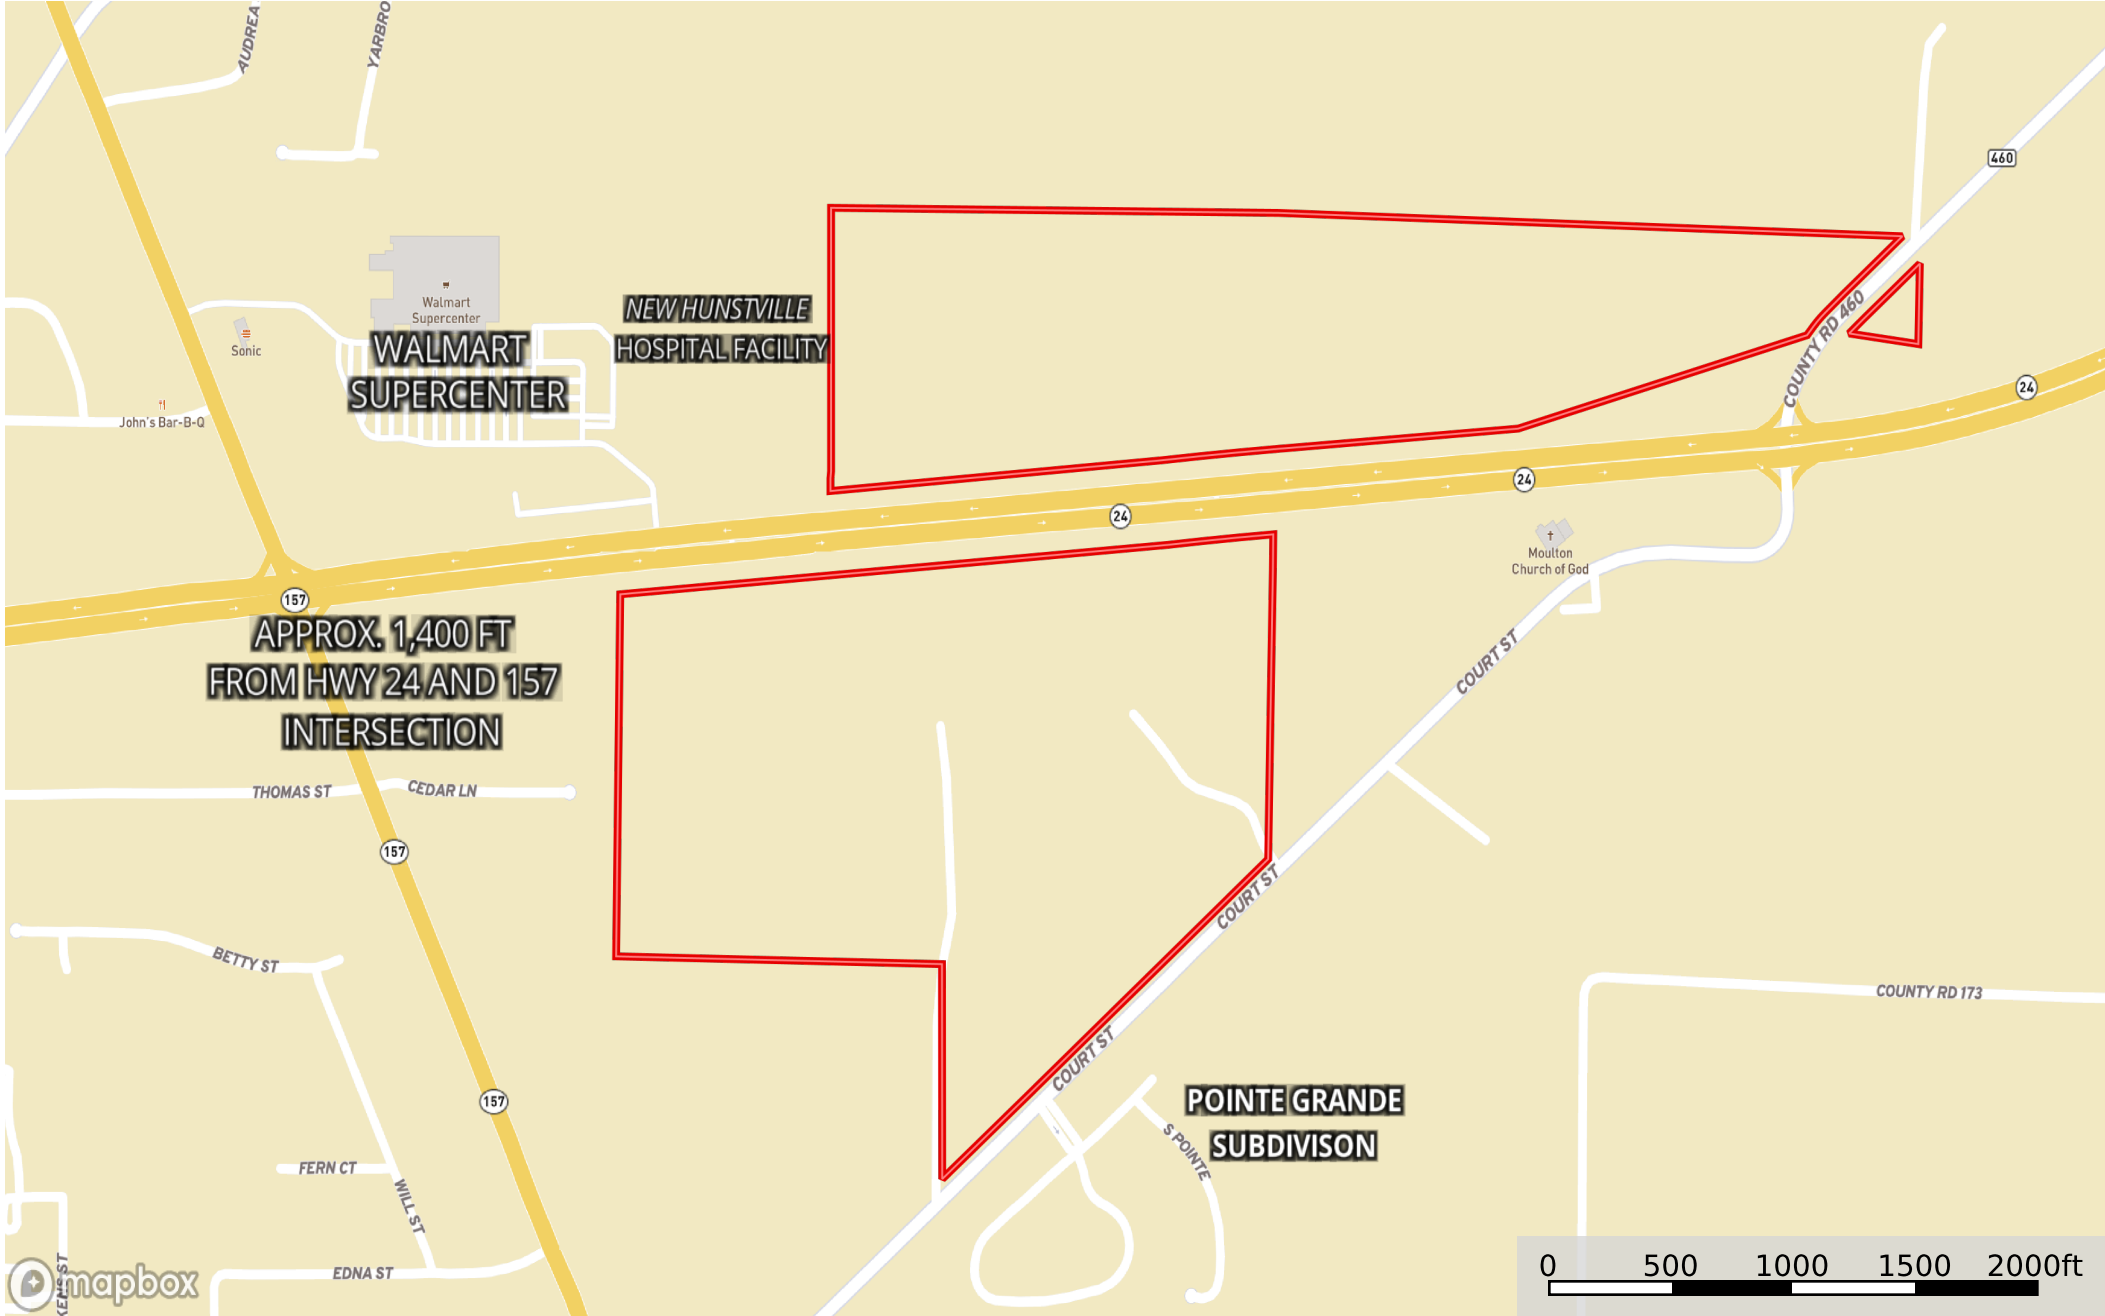 AUDREA
YARBRO
460
Walmart
Supercenter
NEW HUNSTVILLE
HOSPITAL FACILITY
COUNTY RD 460
Sonic
WALMART
SUPERCENTER
24
John's Bar-B-Q
24
24
Moulton
Church of God
157
APPROX. 1,400 FT
FROM HWY 24 AND 157
INTERSECTION
COURT ST
THOMAS ST
CEDAR LN
157
COURT ST
BETTY ST
COUNTY RD 173
COURT ST
157
POINTE GRANDE
SUBDIVISON
S POINTE
FERN CT
WILL ST
EDNA ST
KENS ST
mapbox
0 500 1000 1500 2000ft